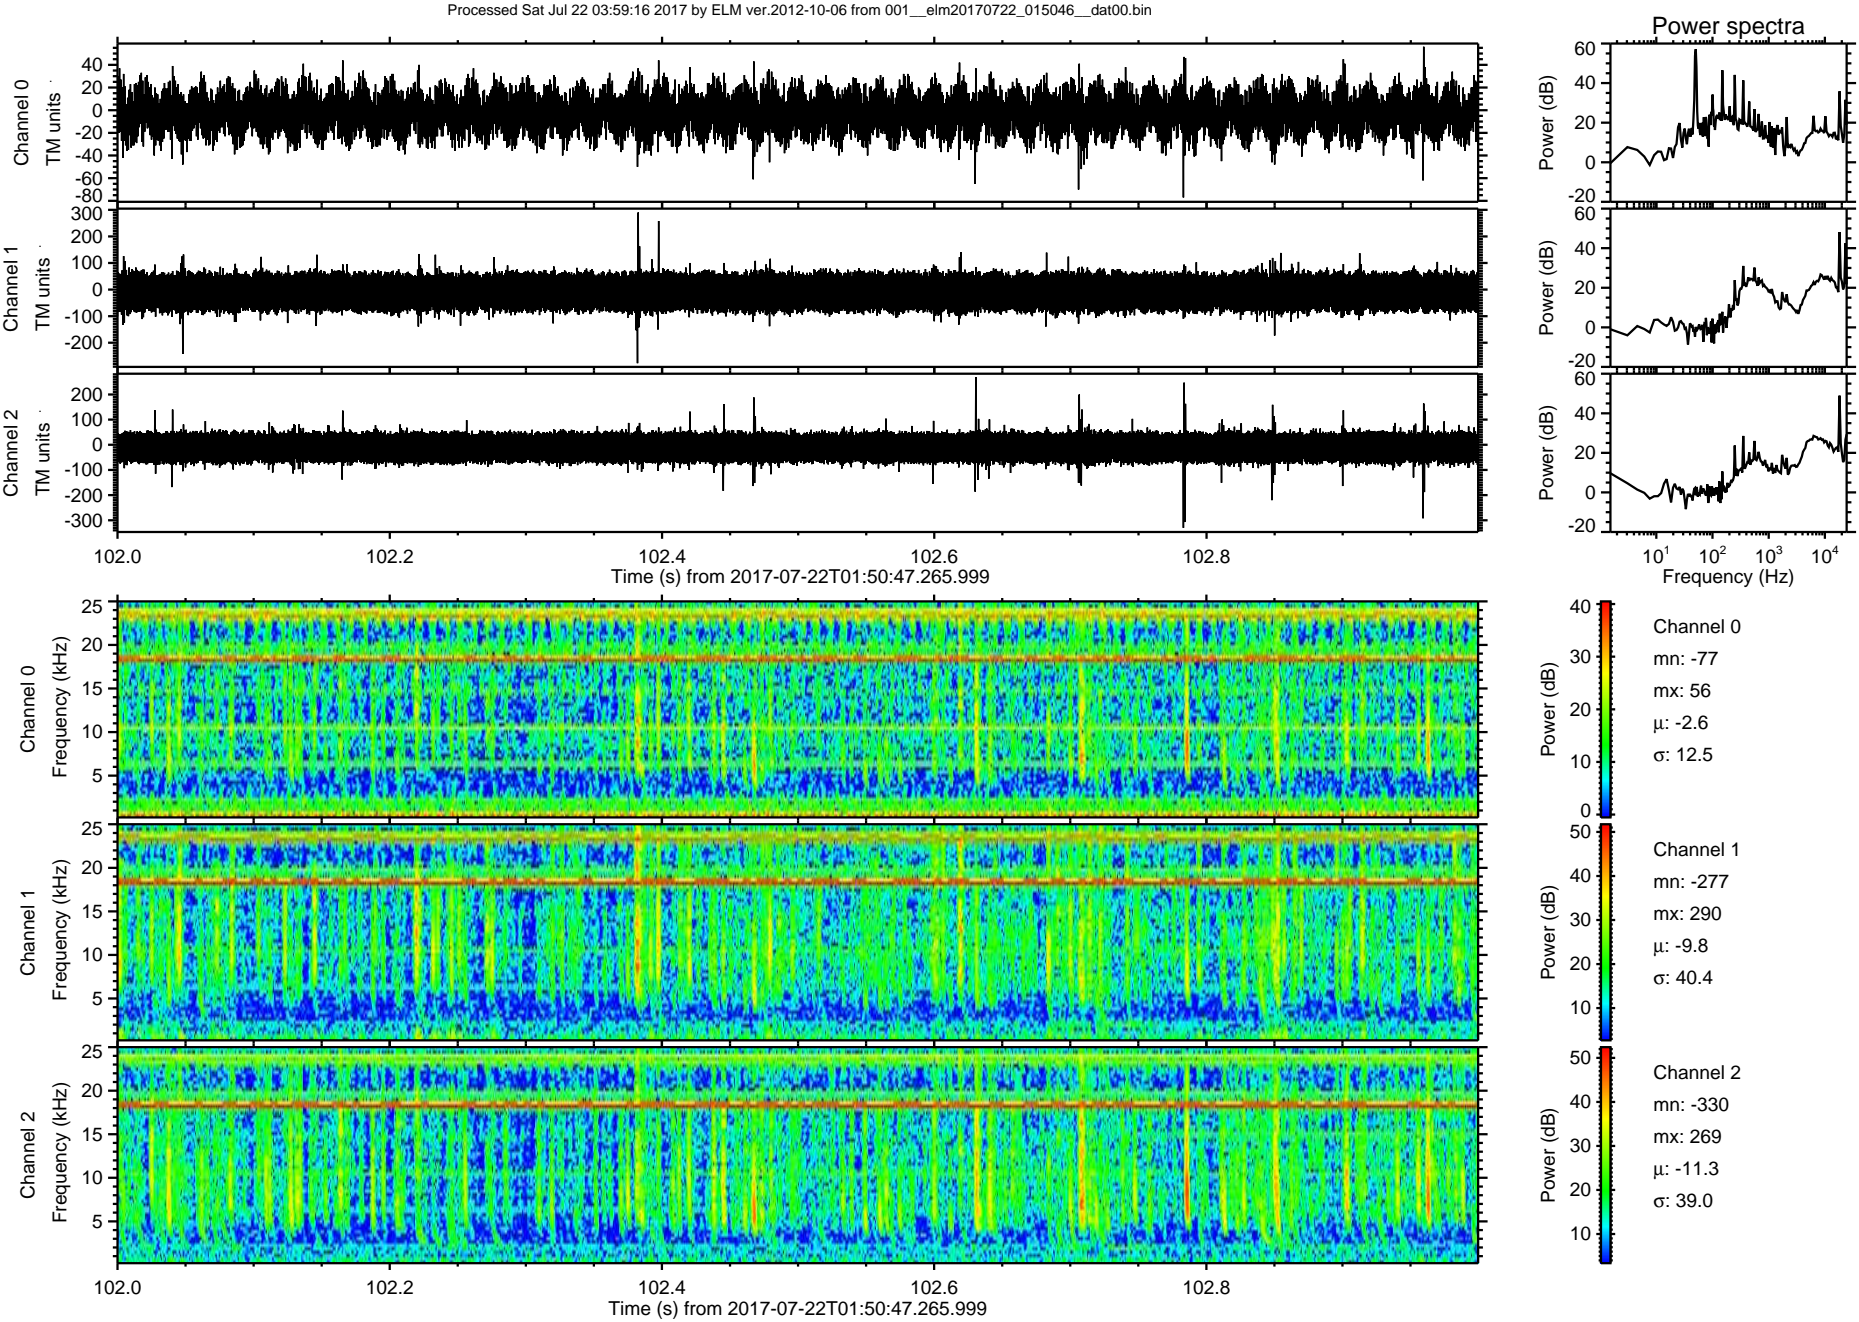 Processed Sat Jul 22 03:59:16 2017 by ELM ver.2012-10-06 from 001__elm20170722_015046__dat00.bin
Power spectra
Channel 0
TM units
40
20
0
-20
-40
-60
-80
Power (dB)
60
40
20
0
-20
Channel 1
TM units
300
200
100
0
-100
-200
Power (dB)
60
40
20
0
-20
Channel 2
TM units
200
100
0
-100
-200
-300
Power (dB)
60
40
20
0
-20
102.0 102.2 102.4 102.6 102.8
Time (s) from 2017-07-22T01:50:47.265.999
10¹ 10² 10³ 10⁴
Frequency (Hz)
Channel 0
Frequency (kHz)
25
20
15
10
5
Power (dB)
40
30
20
10
0
Channel 0
mn: -77
mx: 56
µ: -2.6
σ: 12.5
Channel 1
Frequency (kHz)
25
20
15
10
5
Power (dB)
50
40
30
20
10
Channel 1
mn: -277
mx: 290
µ: -9.8
σ: 40.4
Channel 2
Frequency (kHz)
25
20
15
10
5
Power (dB)
50
40
30
20
10
Channel 2
mn: -330
mx: 269
µ: -11.3
σ: 39.0
102.0 102.2 102.4 102.6 102.8
Time (s) from 2017-07-22T01:50:47.265.999